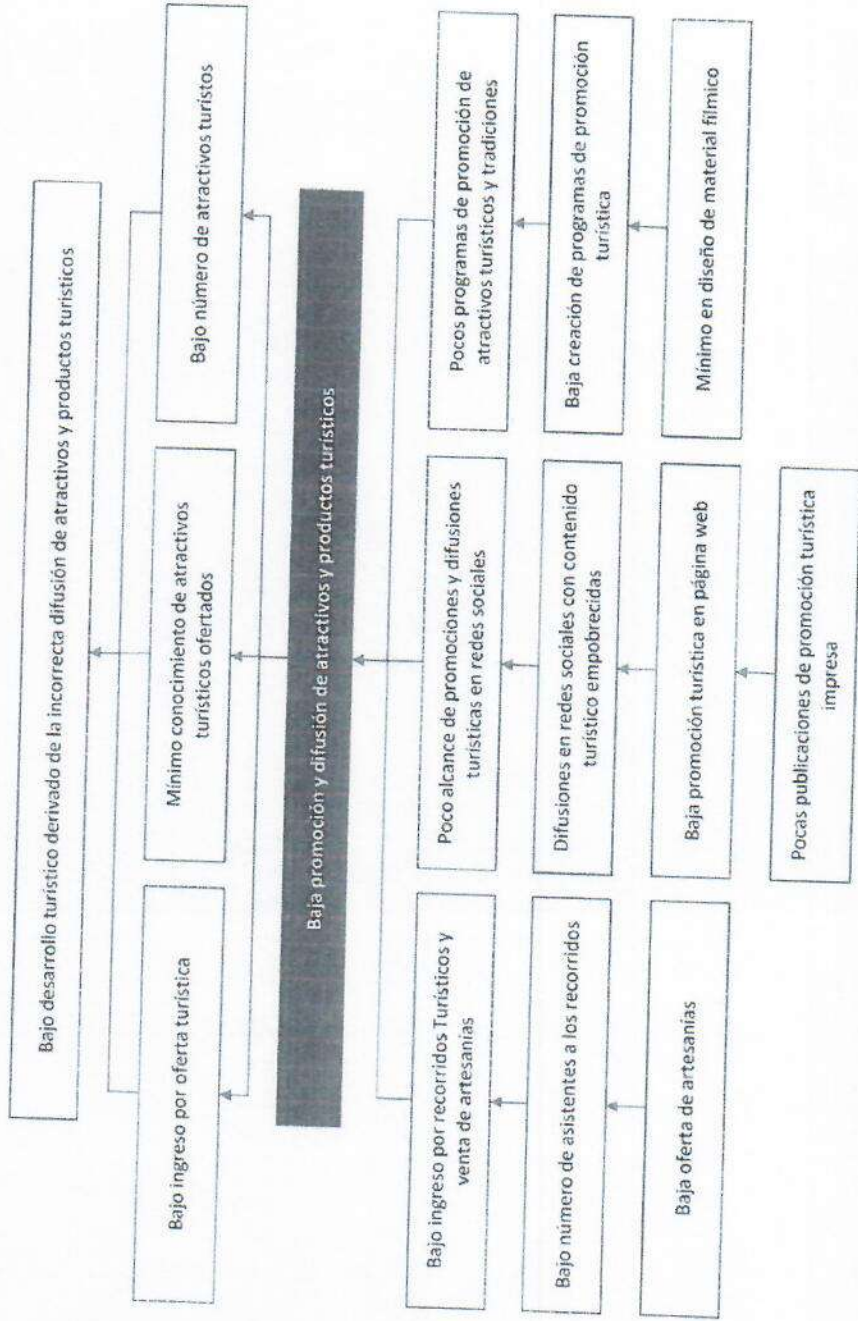 Bajo desarrollo turístico derivado de la incorrecta difusión de atractivos y productos turísticos
Bajo ingreso por oferta turística
Mínimo conocimiento de atractivos
turísticos ofertados
Bajo número de atractivos turistos
Baja promoción y difusión de atractivos y productos turísticos
Bajo ingreso por recorridos Turísticos y
venta de artesanías
Poco alcance de promociones y difusiones
turísticas en redes sociales
Pocos programas de promoción de
atractivos turísticos y tradiciones
Bajo número de asistentes a los recorridos
Difusiones en redes sociales con contenido
turístico empobrecidas
Baja creación de programas de promoción
turística
Baja oferta de artesanías
Baja promoción turística en página web
Mínimo en diseño de material fílmico
Pocas publicaciones de promoción turística
impresa